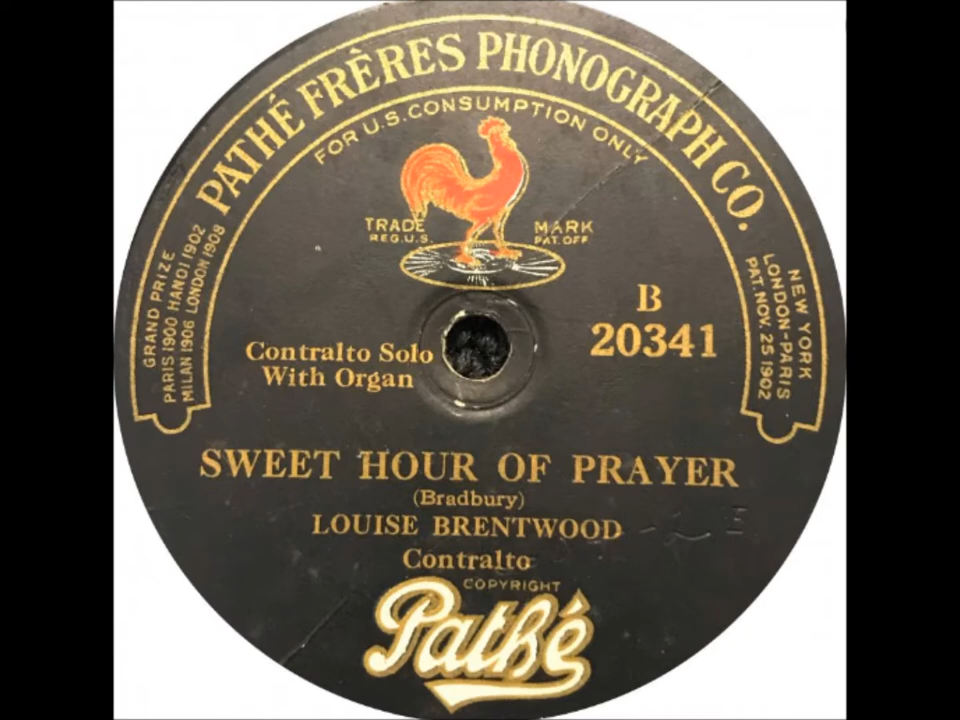 PATHÉ FRÈRES PHONOGRAPH CO.
FOR U.S. CONSUMPTION ONLY
TRADE MARK
REG. U.S. PAT. OFF
GRAND PRIZE
PARIS 1900 HANOI 1902
MILAN 1906 LONDON 1908
NEW YORK
LONDON-PARIS
PAT. NOV. 25 1902
B
20341
Contralto Solo
With Organ
SWEET HOUR OF PRAYER
(Bradbury)
LOUISE BRENTWOOD
Contralto
COPYRIGHT
Pathé